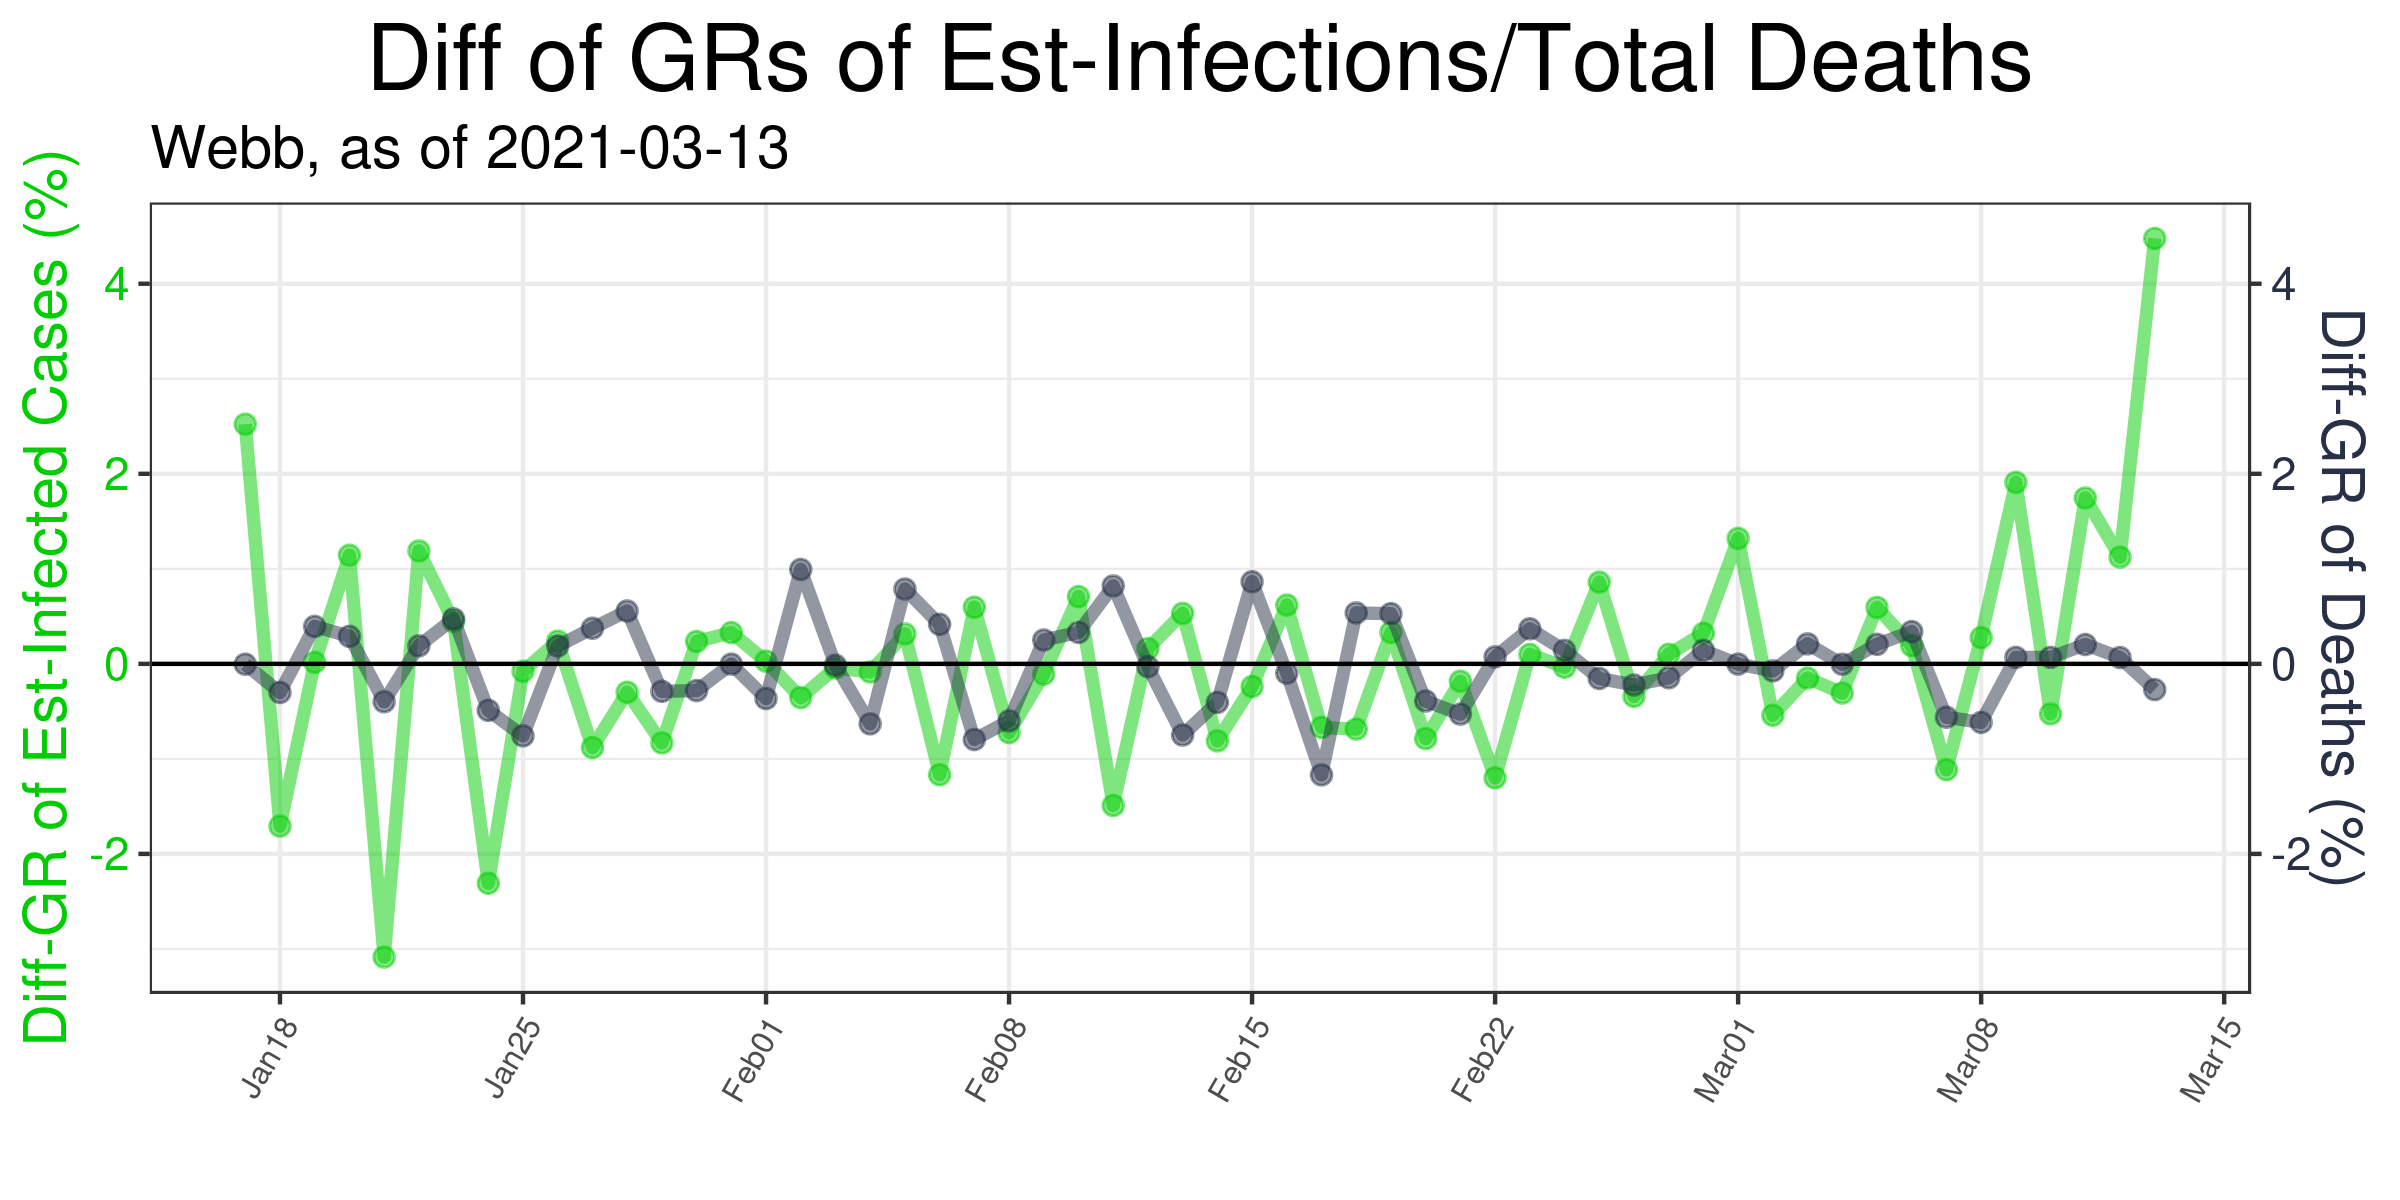 Diff of GRs of Est-Infections/Total Deaths
Webb, as of 2021-03-13
Diff-GR of Est-Infected Cases (%)
4
2
0
-2
4
2
0
-2
Diff-GR of Deaths (%)
Jan18
Jan25
Feb01
Feb08
Feb15
Feb22
Mar01
Mar08
Mar15